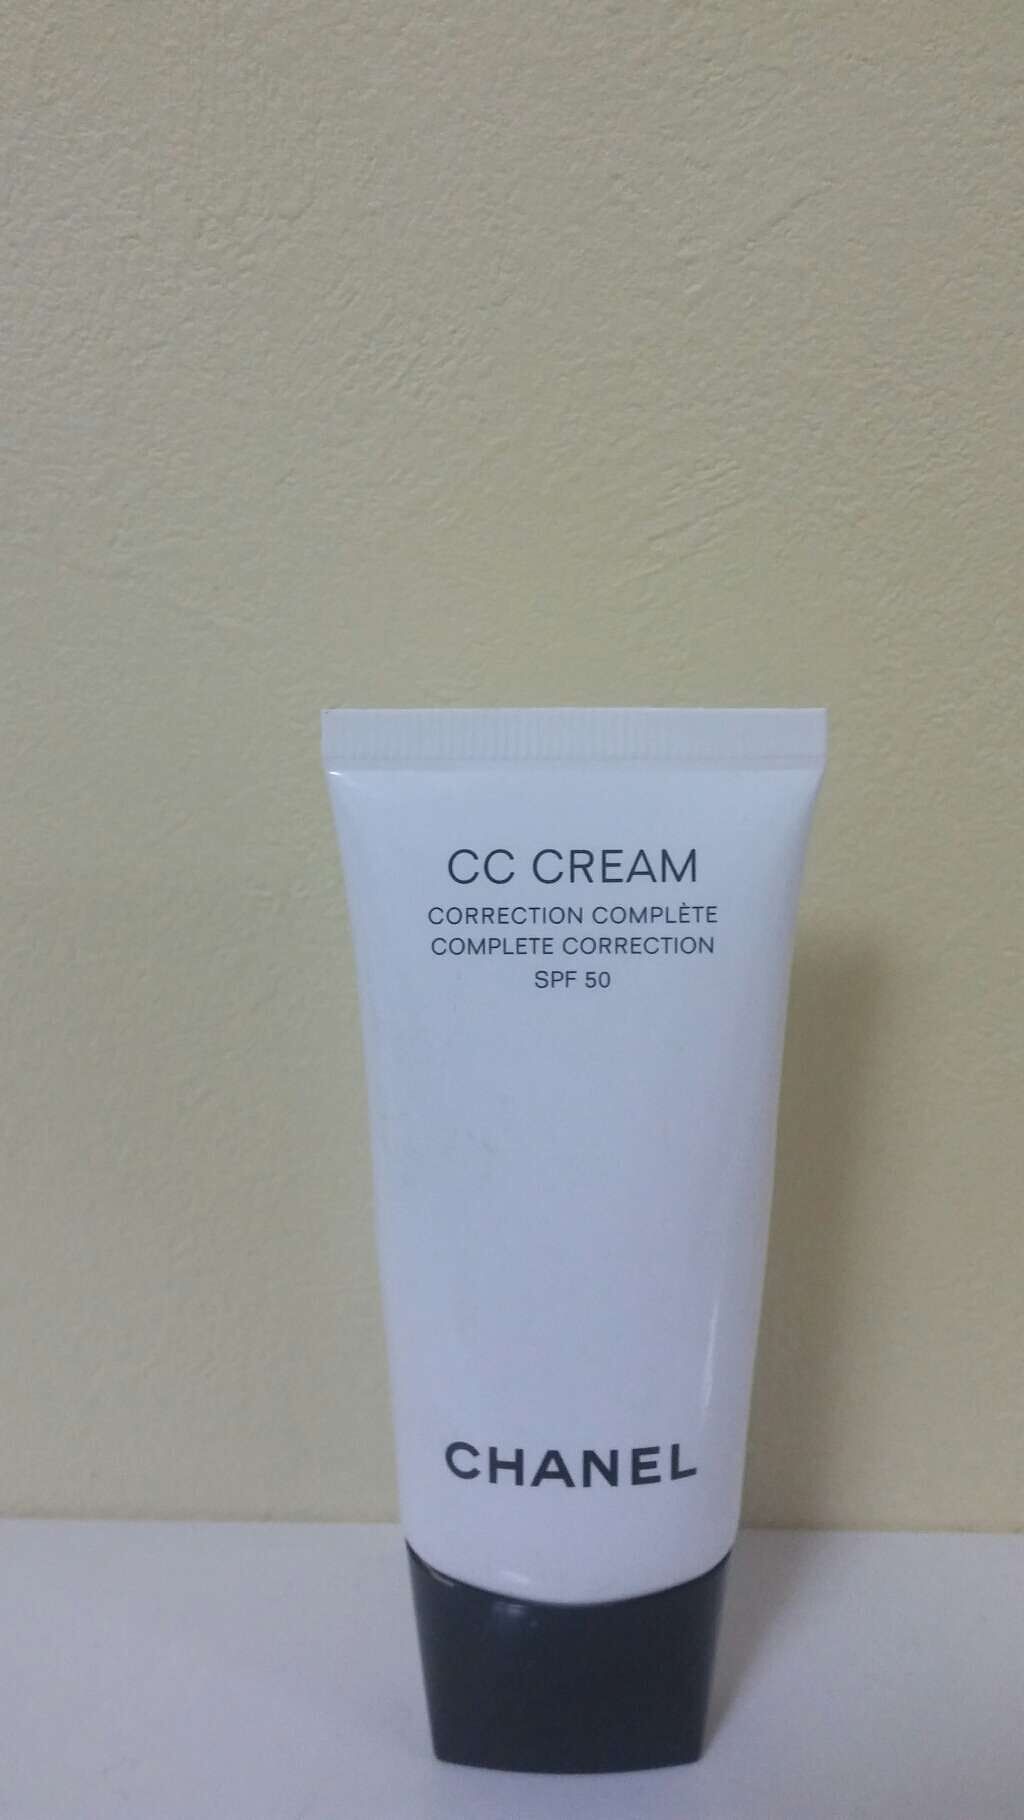 CC CREAM
CORRECTION COMPLÈTE
COMPLETE CORRECTION
SPF 50
CHANEL